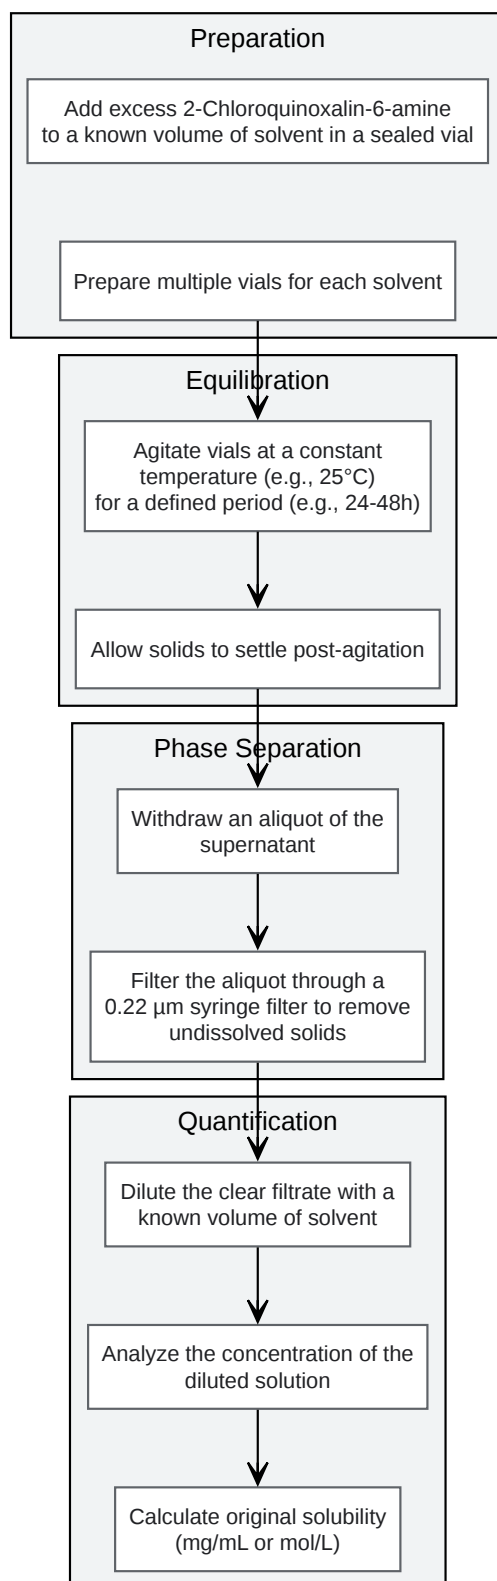 Preparation
Add excess 2-Chloroquinoxalin-6-amine
to a known volume of solvent in a sealed vial
Prepare multiple vials for each solvent
Equilibration
Agitate vials at a constant
temperature (e.g., 25°C)
for a defined period (e.g., 24-48h)
Allow solids to settle post-agitation
Phase Separation
Withdraw an aliquot of the
supernatant
Filter the aliquot through a
0.22 µm syringe filter to remove
undissolved solids
Quantification
Dilute the clear filtrate with a
known volume of solvent
Analyze the concentration of the
diluted solution
Calculate original solubility
(mg/mL or mol/L)